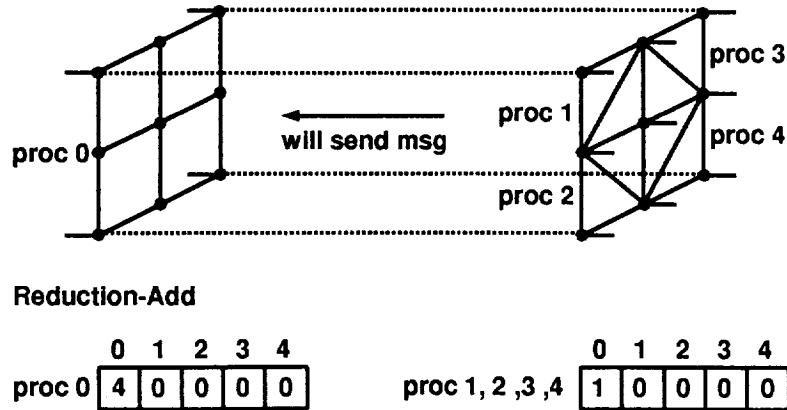 proc 3
proc 1
will send msg
proc 0
proc 4
proc 2
Reduction-Add
0 1 2 3 4
proc 0 4 0 0 0 0
0 1 2 3 4
proc 1, 2 ,3 ,4 1 0 0 0 0